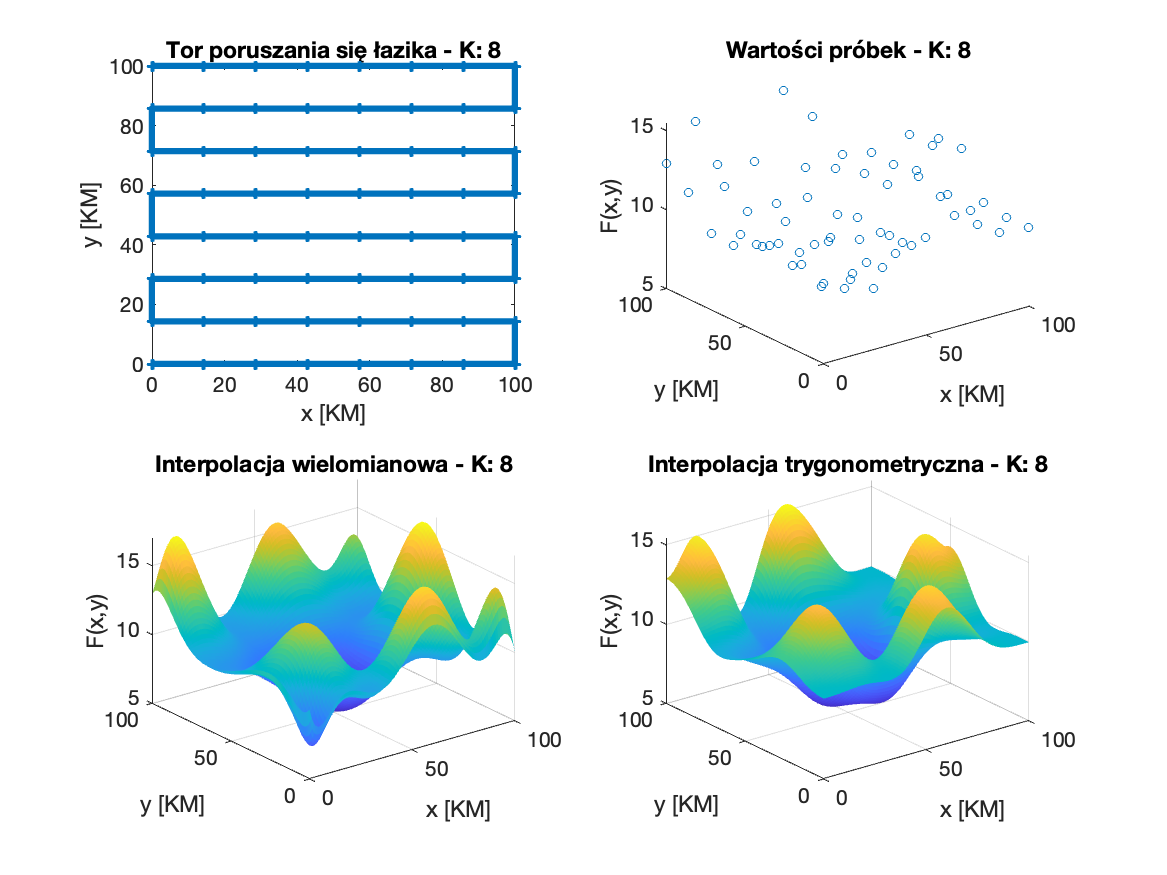 Tor poruszania się łazika - K: 8
100
80
60
40
20
0
y [KM]
0 20 40 60 80 100
x [KM]
Wartości próbek - K: 8
15
10
5
F(x,y)
100
50
0
y [KM]
0
50
100
x [KM]
Interpolacja wielomianowa - K: 8
15
10
5
F(x,y)
100
50
0
y [KM]
0
50
100
x [KM]
Interpolacja trygonometryczna - K: 8
15
10
5
F(x,y)
100
50
0
y [KM]
0
50
100
x [KM]